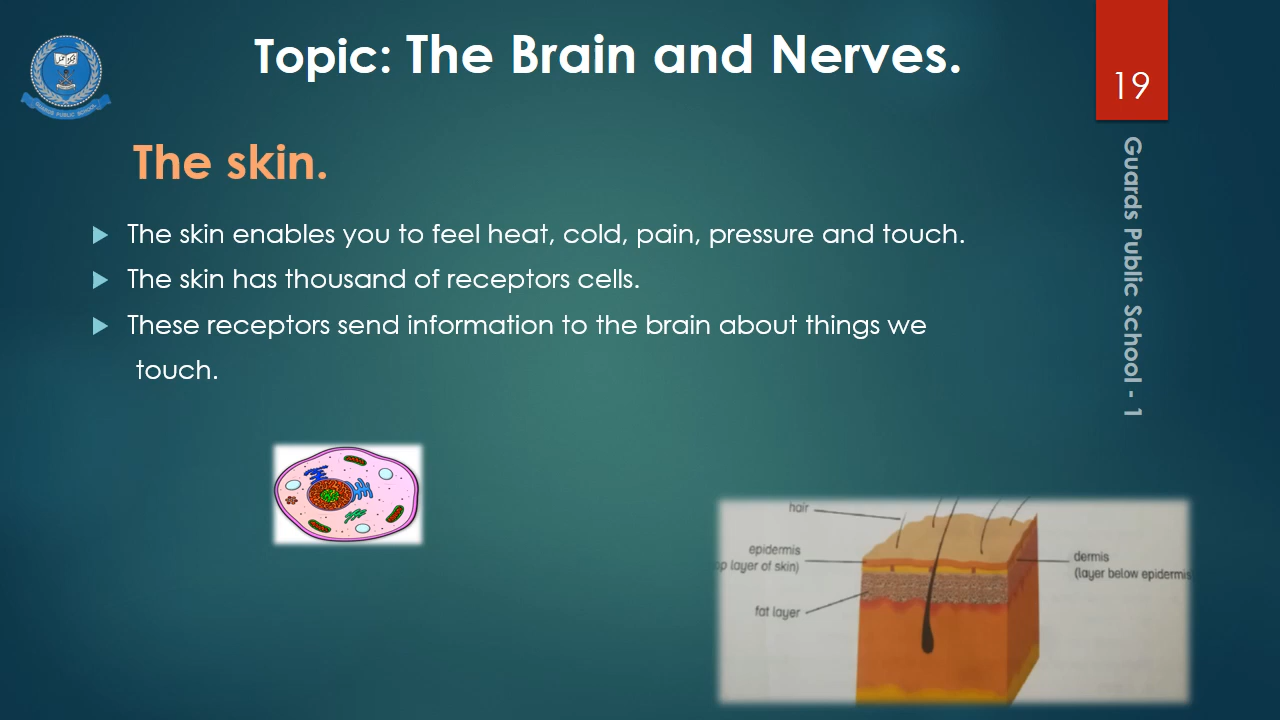 Topic: The Brain and Nerves.
19
The skin.
The skin enables you to feel heat, cold, pain, pressure and touch.
The skin has thousand of receptors cells.
These receptors send information to the brain about things we
touch.
Guards Public School - 1
hair
epidermis
op layer of skin)
fat layer
dermis
(layer below epidermis